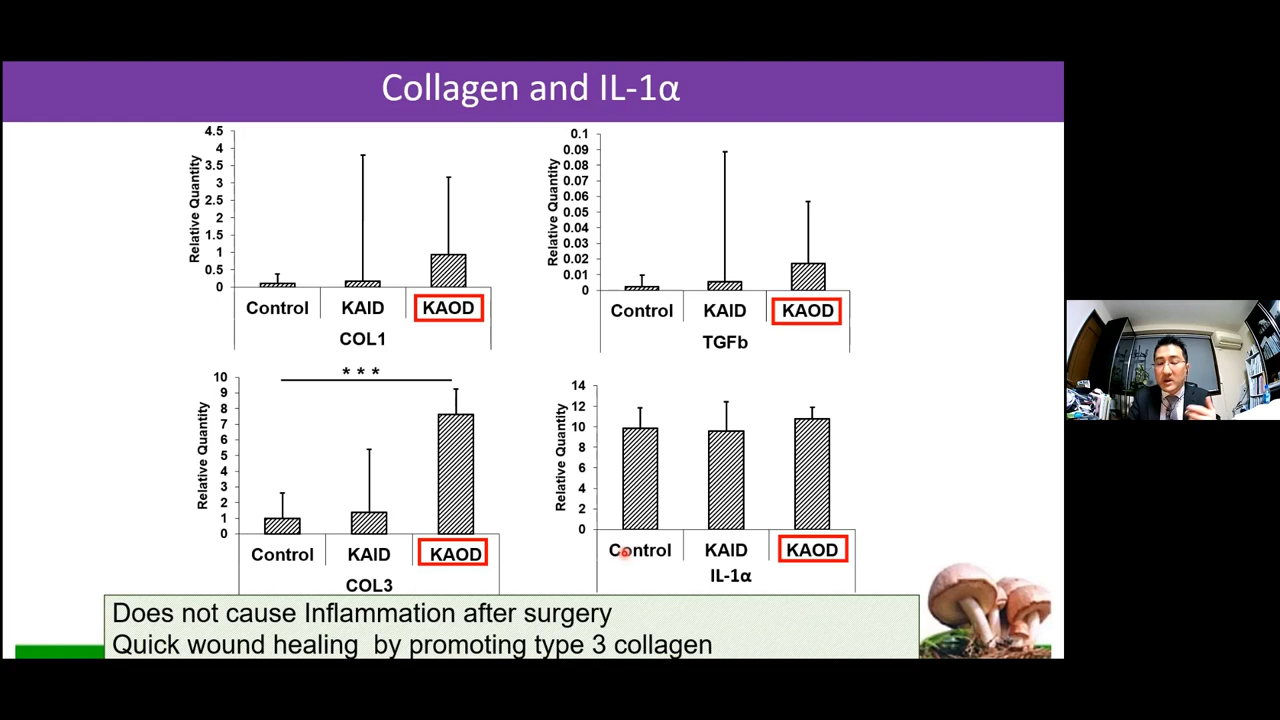 Collagen and IL-1α
Relative Quantity
4.5
4
3.5
3
2.5
2
1.5
1
0.5
0
Control KAID KAOD
COL1
Relative Quantity
0.1
0.09
0.08
0.07
0.06
0.05
0.04
0.03
0.02
0.01
0
Control KAID KAOD
TGFb
* * *
Relative Quantity
10
9
8
7
6
5
4
3
2
1
0
Control KAID KAOD
COL3
Relative Quantity
14
12
10
8
6
4
2
0
Control KAID KAOD
IL-1α
Does not cause Inflammation after surgery
Quick wound healing by promoting type 3 collagen